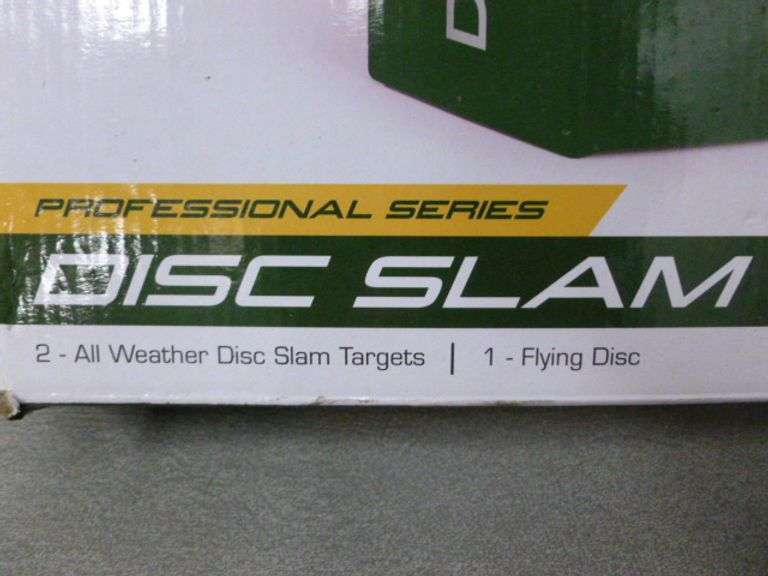 D
PROFESSIONAL SERIES
DISC SLAM
2 - All Weather Disc Slam Targets | 1 - Flying Disc